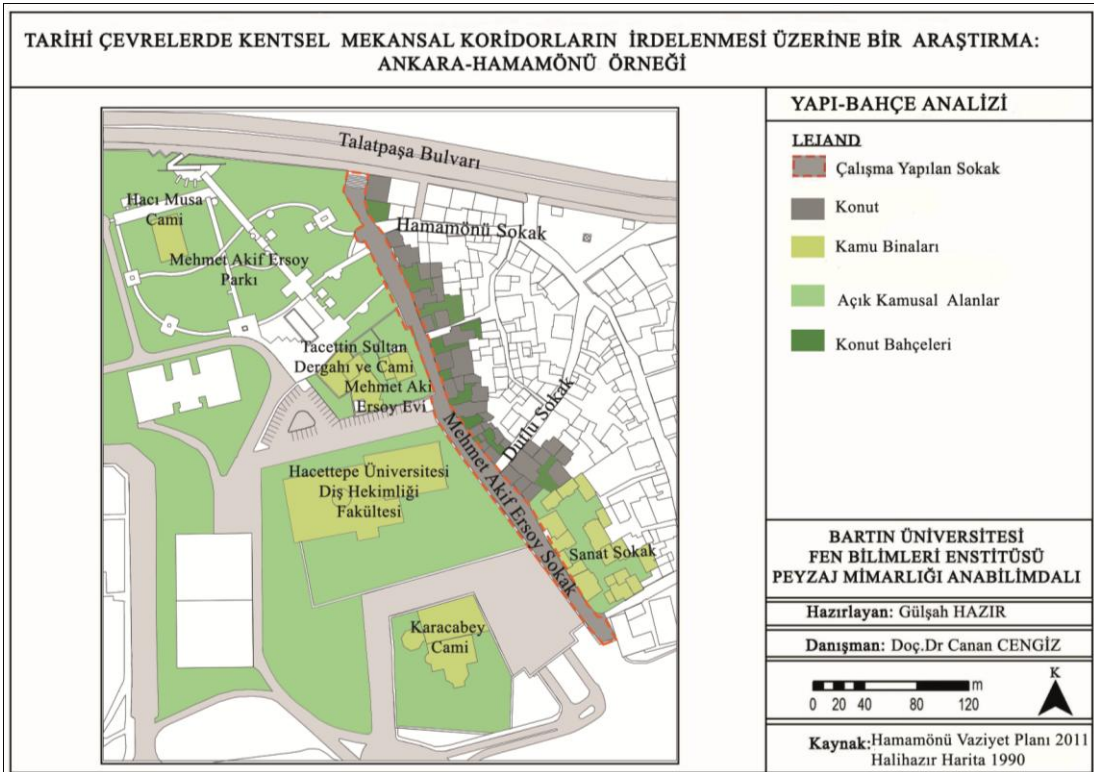 TARİHİ ÇEVRELERDE KENTSEL MEKANSAL KORİDORLARIN İRDELENMESİ ÜZERİNE BİR ARAŞTIRMA:
ANKARA-HAMAMÖNÜ ÖRNEĞİ
Talatpaşa Bulvarı
Hacı Musa
Cami
Hamamönü Sokak
Mehmet Akif Ersoy
Parkı
Tacettin Sultan
Dergahı ve Cami
Mehmet Aki
Ersoy Evi
Dutlu Sokak
Mehmet Akif Ersoy Sokak
Hacettepe Üniversitesi
Diş Hekimliği
Fakültesi
Sanat Sokak
Karacabey
Cami
YAPI-BAHÇE ANALİZİ
LEJAND
Çalışma Yapılan Sokak
Konut
Kamu Binaları
Açık Kamusal Alanlar
Konut Bahçeleri
BARTIN ÜNİVERSİTESİ
FEN BİLİMLERİ ENSTİTÜSÜ
PEYZAJ MİMARLIĞI ANABİLİMDALI
Hazırlayan: Gülşah HAZIR
Danışman: Doç.Dr Canan CENGİZ
K
m
0 20 40 80 120
Kaynak:Hamamönü Vaziyet Planı 2011
Halihazır Harita 1990